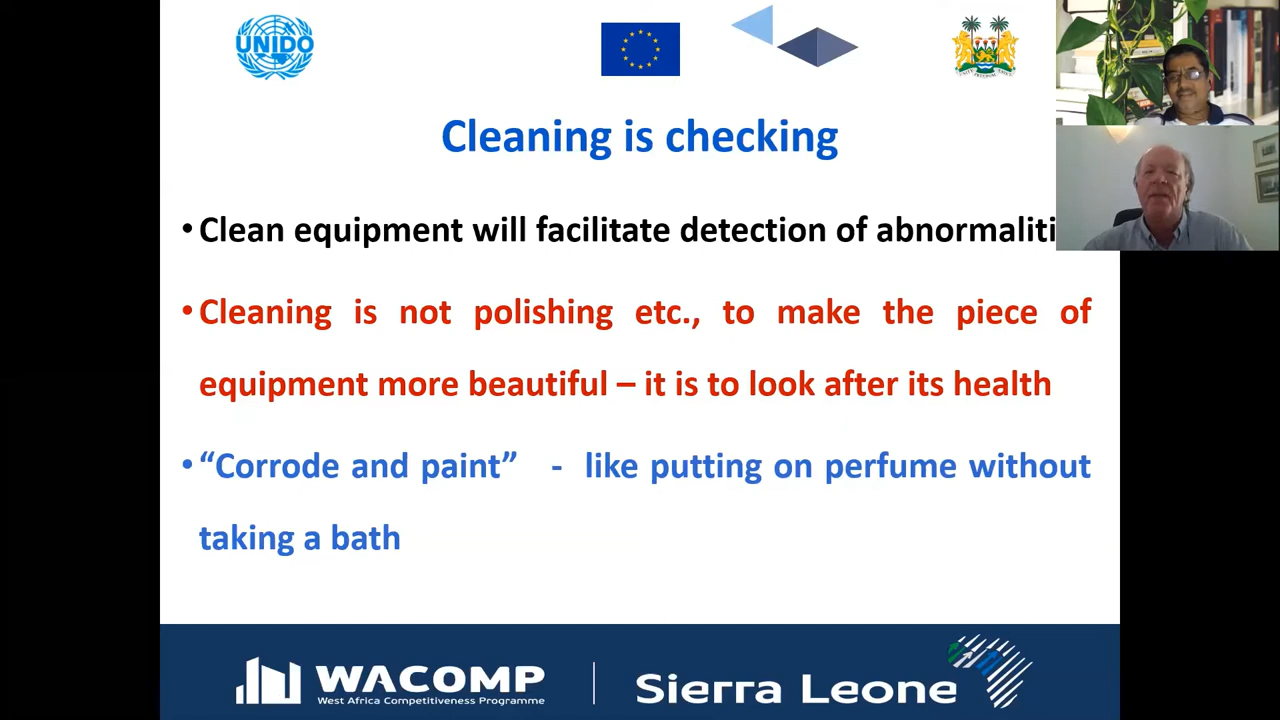 UNIDO
Cleaning is checking
• Clean equipment will facilitate detection of abnormaliti
• Cleaning is not polishing etc., to make the piece of
equipment more beautiful – it is to look after its health
• “Corrode and paint” - like putting on perfume without
taking a bath
WACOMP
West Africa Competitiveness Programme
Sierra Leone